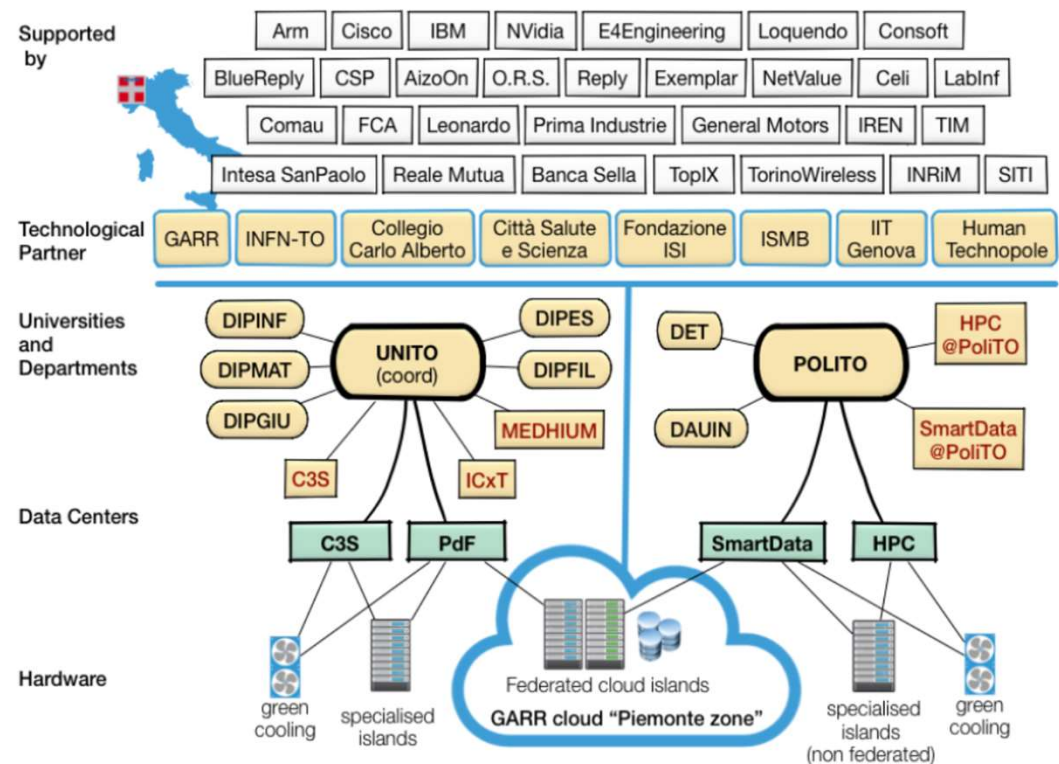 Supported
by
Arm Cisco IBM NVidia E4Engineering Loquendo Consoft
BlueReply CSP AizoOn O.R.S. Reply Exemplar NetValue Celi LabInf
Comau FCA Leonardo Prima Industrie General Motors IREN TIM
Intesa SanPaolo Reale Mutua Banca Sella TopIX TorinoWireless INRiM SITI
Technological
Partner
GARR
INFN-TO
Collegio
Carlo Alberto
Città Salute
e Scienza
Fondazione
ISI
ISMB
IIT
Genova
Human
Technopole
Universities
and
Departments
DIPINF
DIPMAT
DIPGIU
UNITO
(coord)
DIPES
DIPFIL
MEDHIUM
C3S
ICxT
DET
DAUIN
POLITO
HPC
@PoliTO
SmartData
@PoliTO
Data Centers
C3S
PdF
SmartData
HPC
Hardware
green
cooling
specialised
islands
Federated cloud islands
GARR cloud “Piemonte zone”
specialised
islands
(non federated)
green
cooling